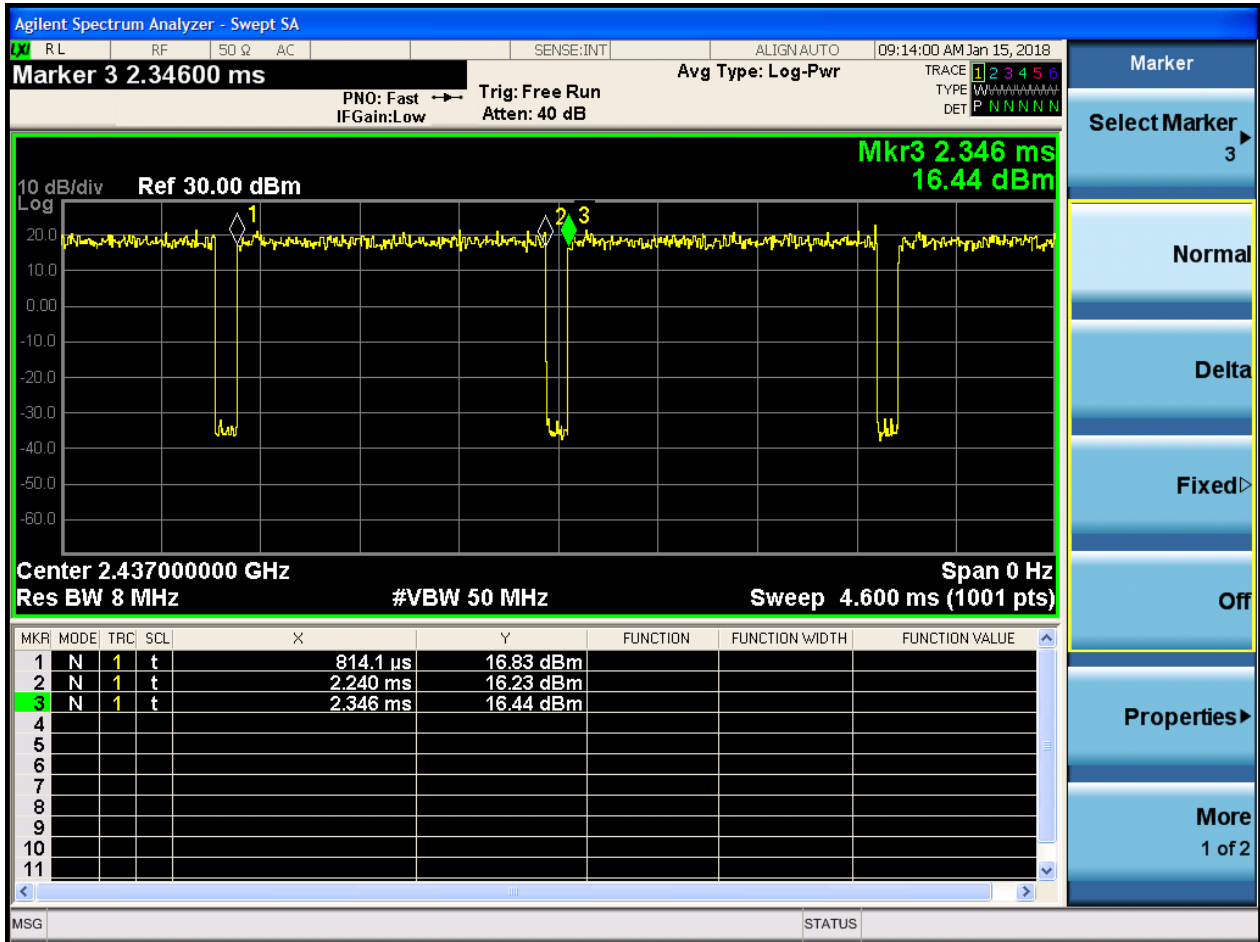 Agilent Spectrum Analyzer - Swept SA
LXI RL RF 50 Ω AC SENSE:INT ALIGN AUTO 09:14:00 AM Jan 15, 2018
Marker 3 2.34600 ms
PNO: Fast
IFGain:Low
Trig: Free Run
Atten: 40 dB
Avg Type: Log-Pwr
TRACE 1 2 3 4 5 6
TYPE WWWWWW
DET P N N N N N
Mkr3 2.346 ms
16.44 dBm
10 dB/div Ref 30.00 dBm
Log
1
2 3
20.0
10.0
0.00
-10.0
-20.0
-30.0
-40.0
-50.0
-60.0
Center 2.437000000 GHz Span 0 Hz
Res BW 8 MHz #VBW 50 MHz Sweep 4.600 ms (1001 pts)
MKR MODE TRC SCL X Y FUNCTION FUNCTION WIDTH FUNCTION VALUE
1 N 1 t 814.1 µs 16.83 dBm
2 N 1 t 2.240 ms 16.23 dBm
3 N 1 t 2.346 ms 16.44 dBm
4
5
6
7
8
9
10
11
MSG STATUS
Marker
Select Marker
3
Normal
Delta
Fixed
Off
Properties
More
1 of 2